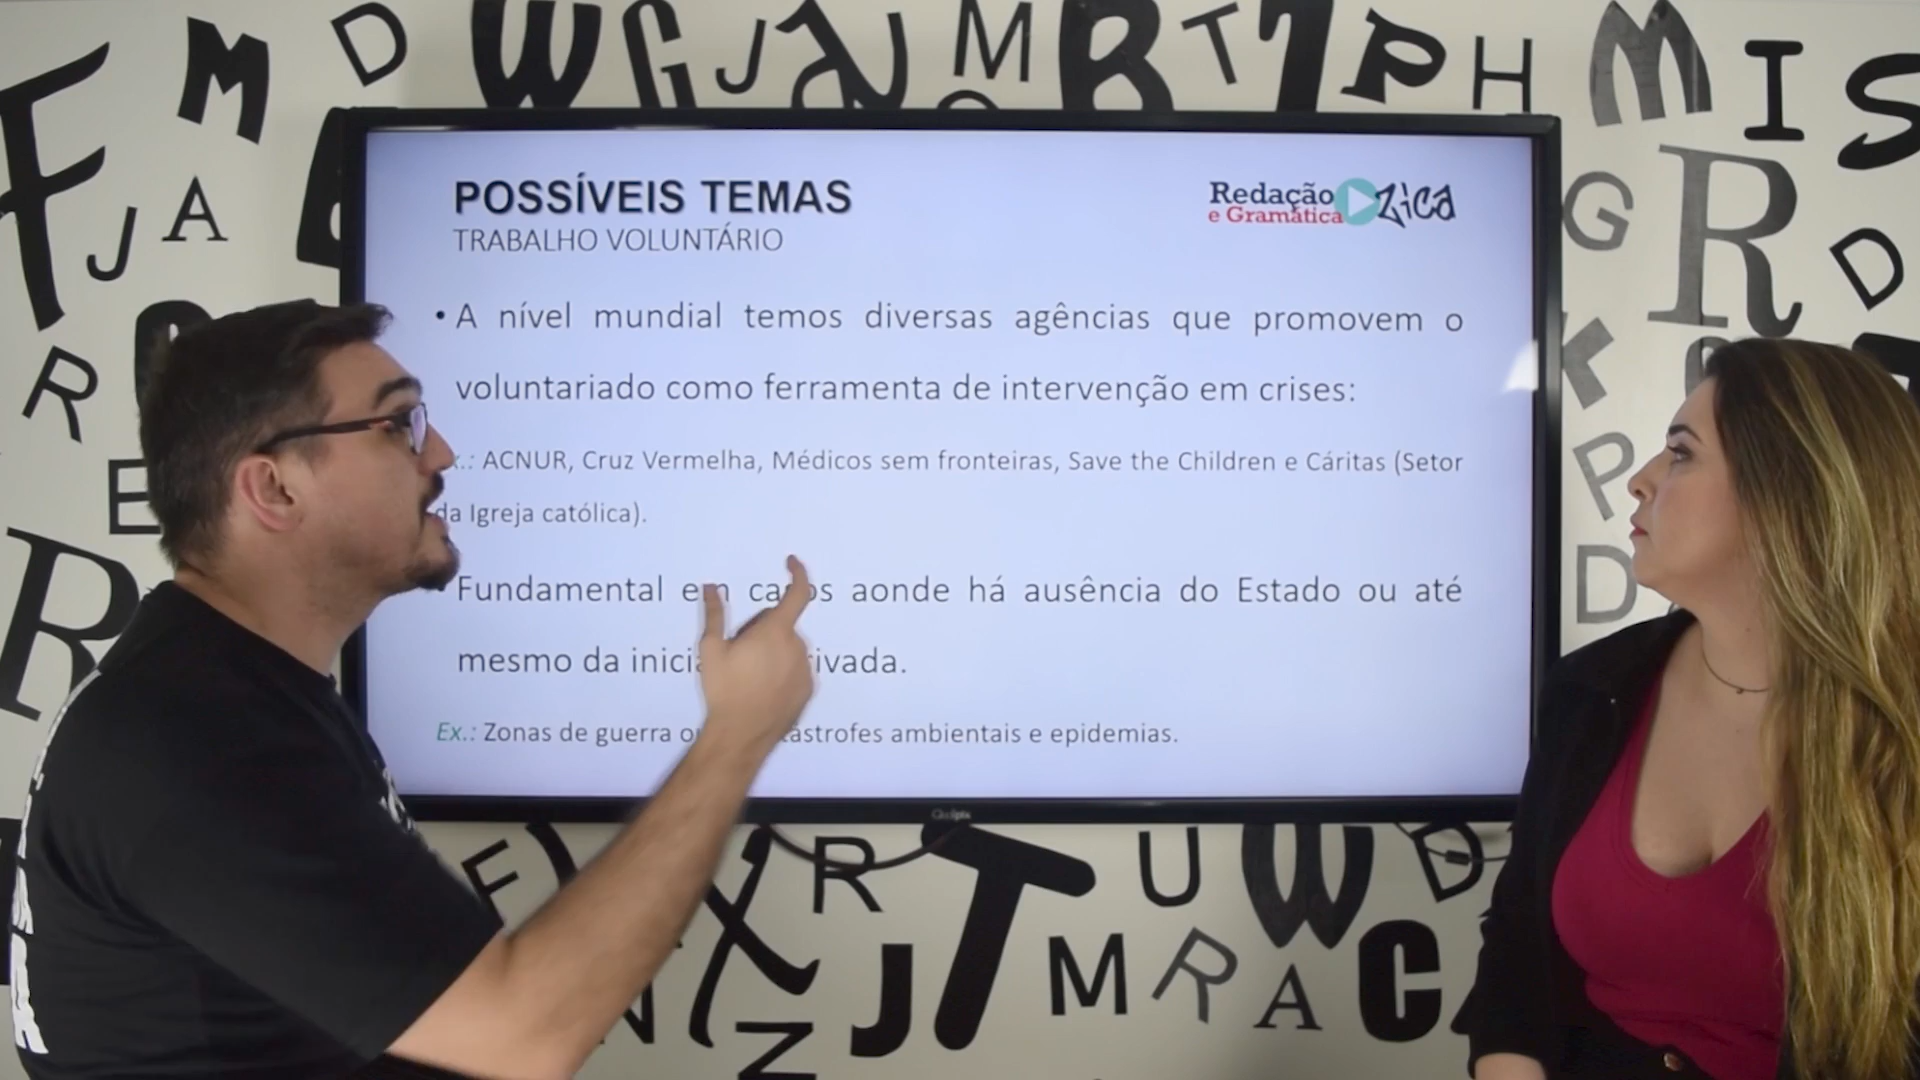 POSSÍVEIS TEMAS
TRABALHO VOLUNTÁRIO
Redação
e Gramática
Zica
• A nível mundial temos diversas agências que promovem o
voluntariado como ferramenta de intervenção em crises:
ACNUR, Cruz Vermelha, Médicos sem fronteiras, Save the Children e Cáritas (Setor
da Igreja católica).
Fundamental em casos aonde há ausência do Estado ou até
mesmo da
Ex.: Zonas de guerra ambientais e epidemias.